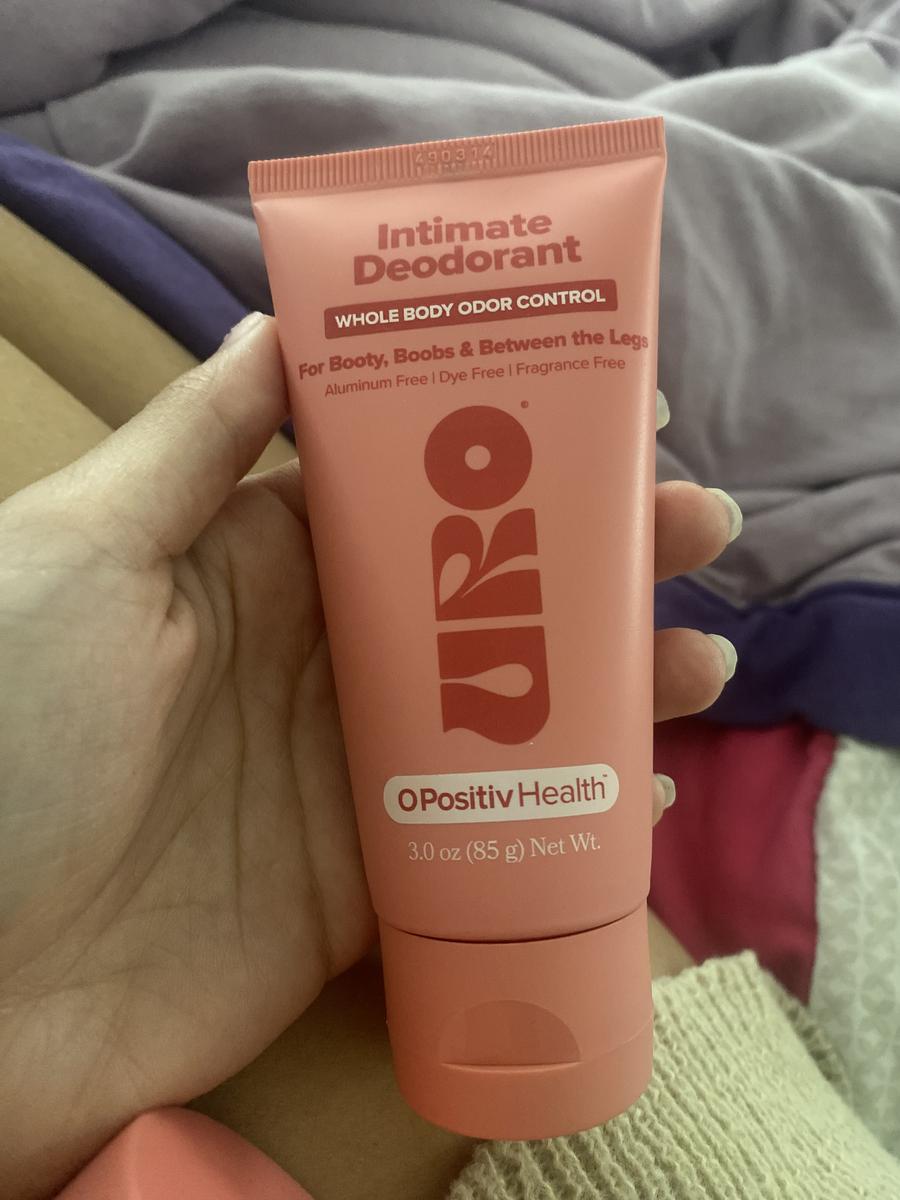 490314
Intimate
Deodorant
WHOLE BODY ODOR CONTROL
For Booty, Boobs & Between the Legs
Aluminum Free | Dye Free | Fragrance Free
URO®
OPositiv Health™
3.0 oz (85 g) Net Wt.